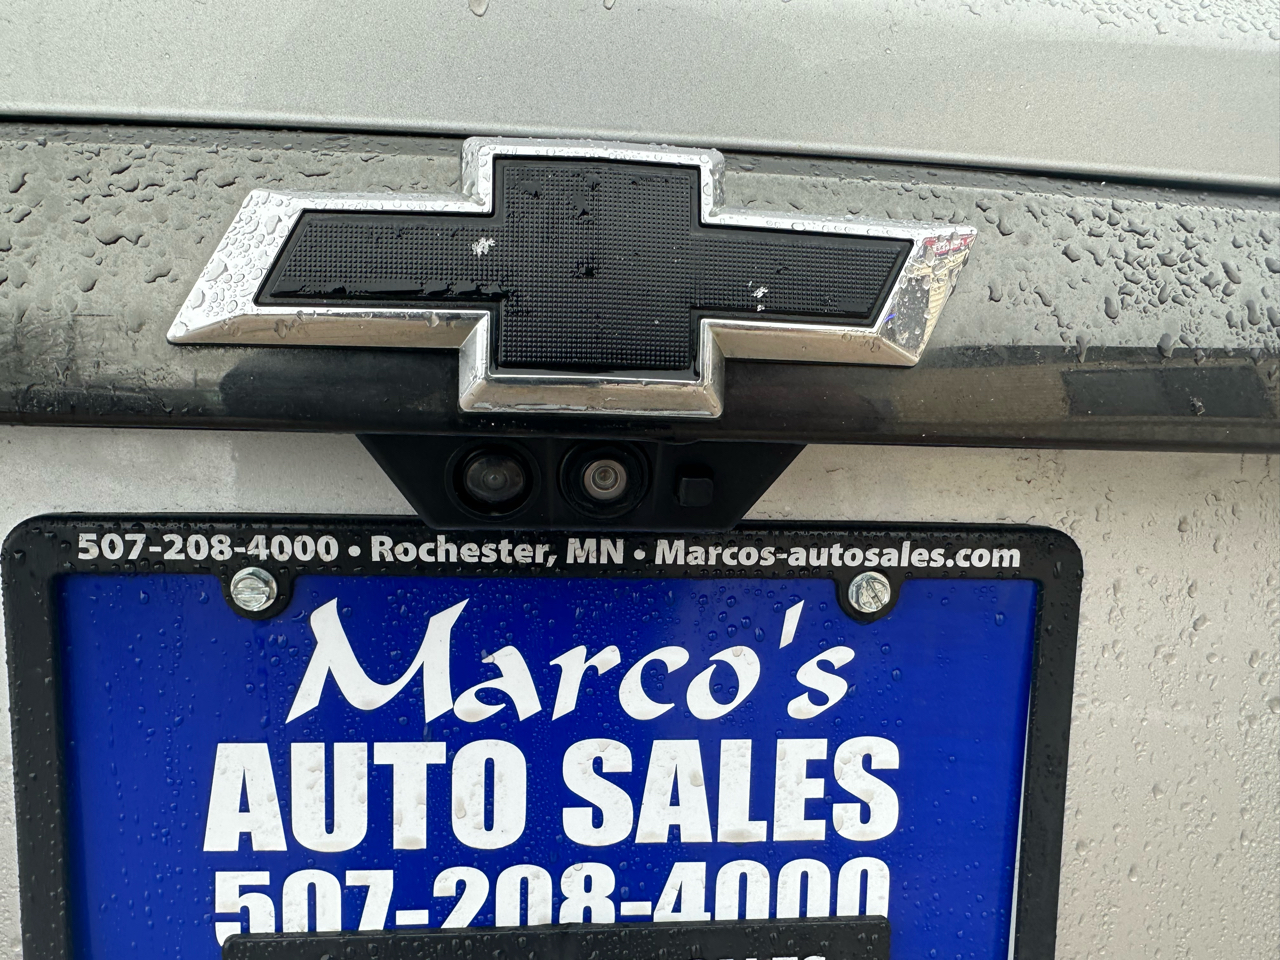 507-208-4000 • Rochester, MN • Marcos-autosales.com
Marco's
AUTO SALES
507-208-4000